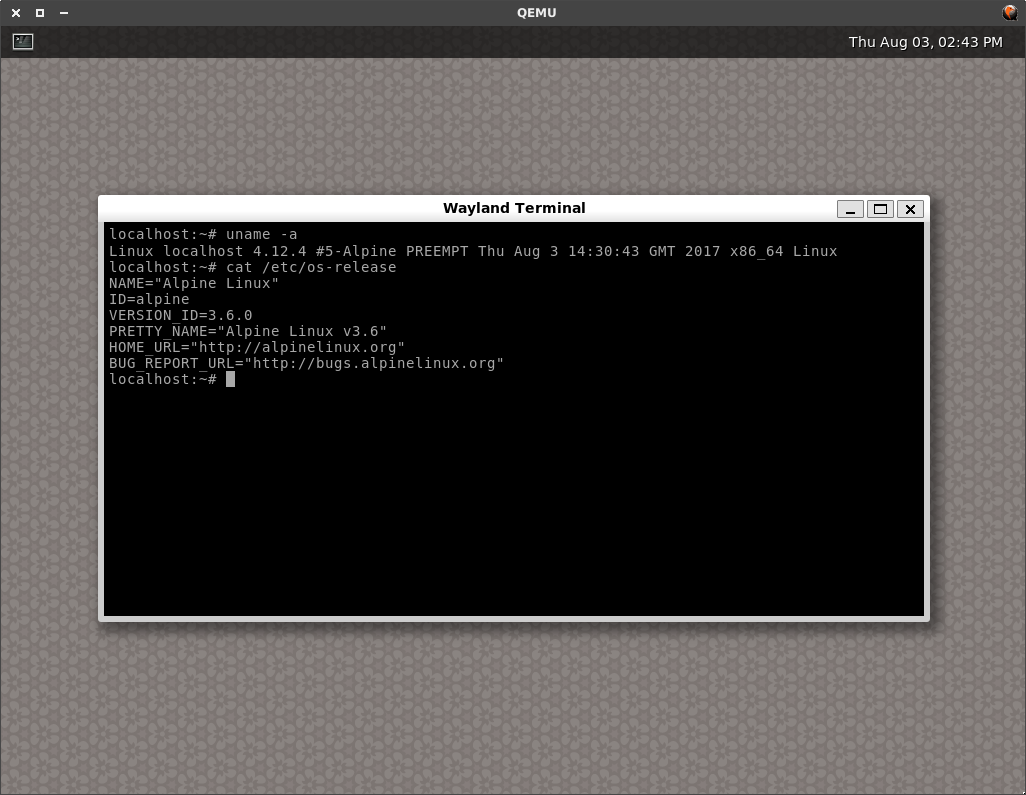 QEMU
Thu Aug 03, 02:43 PM
Wayland Terminal
localhost:~# uname -a
Linux localhost 4.12.4 #5-Alpine PREEMPT Thu Aug 3 14:30:43 GMT 2017 x86_64 Linux
localhost:~# cat /etc/os-release
NAME="Alpine Linux"
ID=alpine
VERSION_ID=3.6.0
PRETTY_NAME="Alpine Linux v3.6"
HOME_URL="http://alpinelinux.org"
BUG_REPORT_URL="http://bugs.alpinelinux.org"
localhost:~#